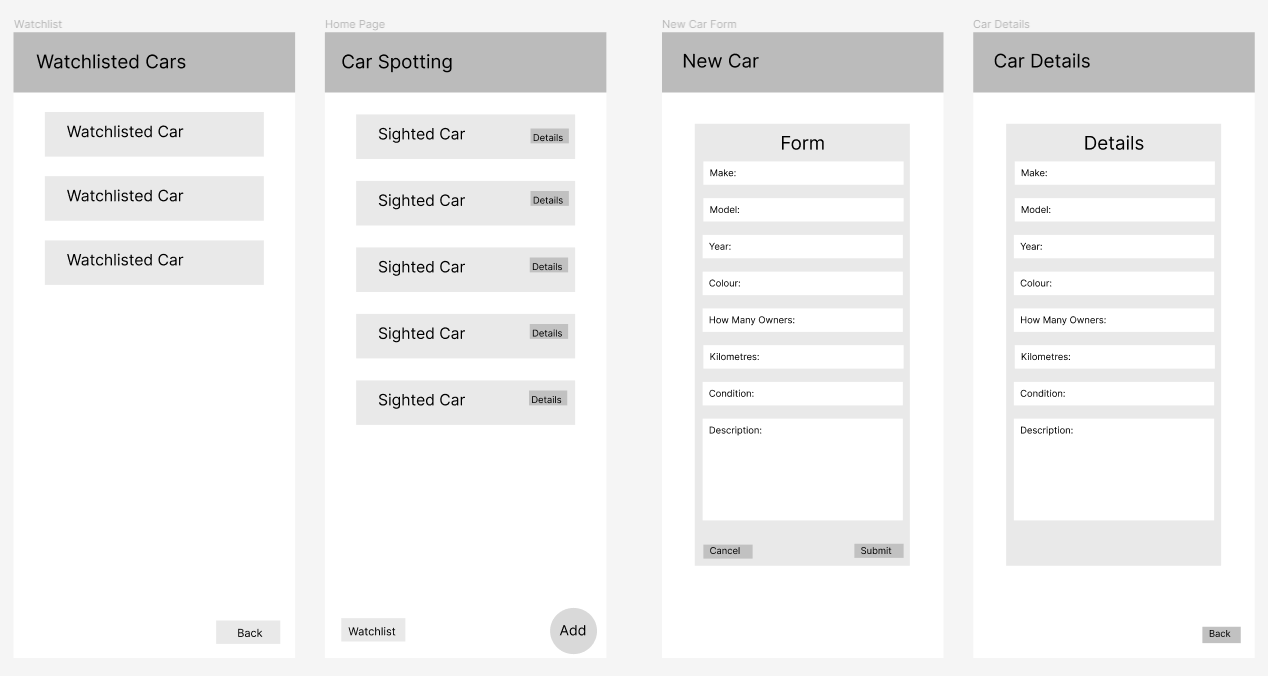 Watchlist
Watchlisted Cars
Watchlisted Car
Watchlisted Car
Watchlisted Car
Back
Home Page
Car Spotting
Sighted Car
Details
Sighted Car
Details
Sighted Car
Details
Sighted Car
Details
Sighted Car
Details
Watchlist
Add
New Car Form
New Car
Form
Make:
Model:
Year:
Colour:
How Many Owners:
Kilometres:
Condition:
Description:
Cancel
Submit
Car Details
Car Details
Details
Make:
Model:
Year:
Colour:
How Many Owners:
Kilometres:
Condition:
Description:
Back